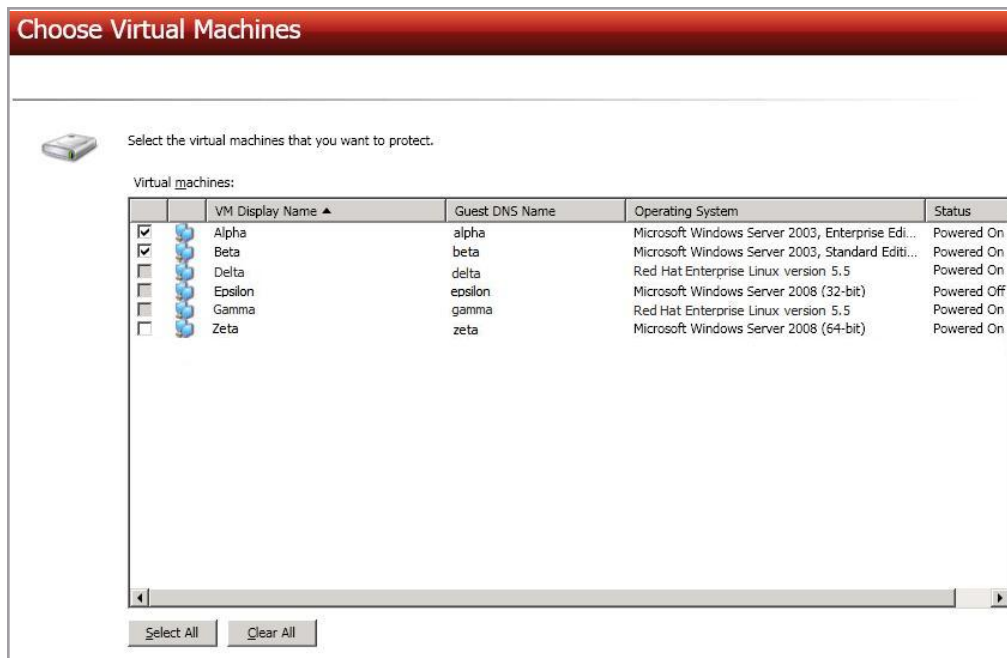 Choose Virtual Machines
Select the virtual machines that you want to protect.
Virtual machines:
VM Display Name Guest DNS Name Operating System Status
Alpha alpha Microsoft Windows Server 2003, Enterprise Edi... Powered On
Beta beta Microsoft Windows Server 2003, Standard Editi... Powered On
Delta delta Red Hat Enterprise Linux version 5.5 Powered On
Epsilon epsilon Microsoft Windows Server 2008 (32-bit) Powered Off
Gamma gamma Red Hat Enterprise Linux version 5.5 Powered On
Zeta zeta Microsoft Windows Server 2008 (64-bit) Powered On
Select All Clear All